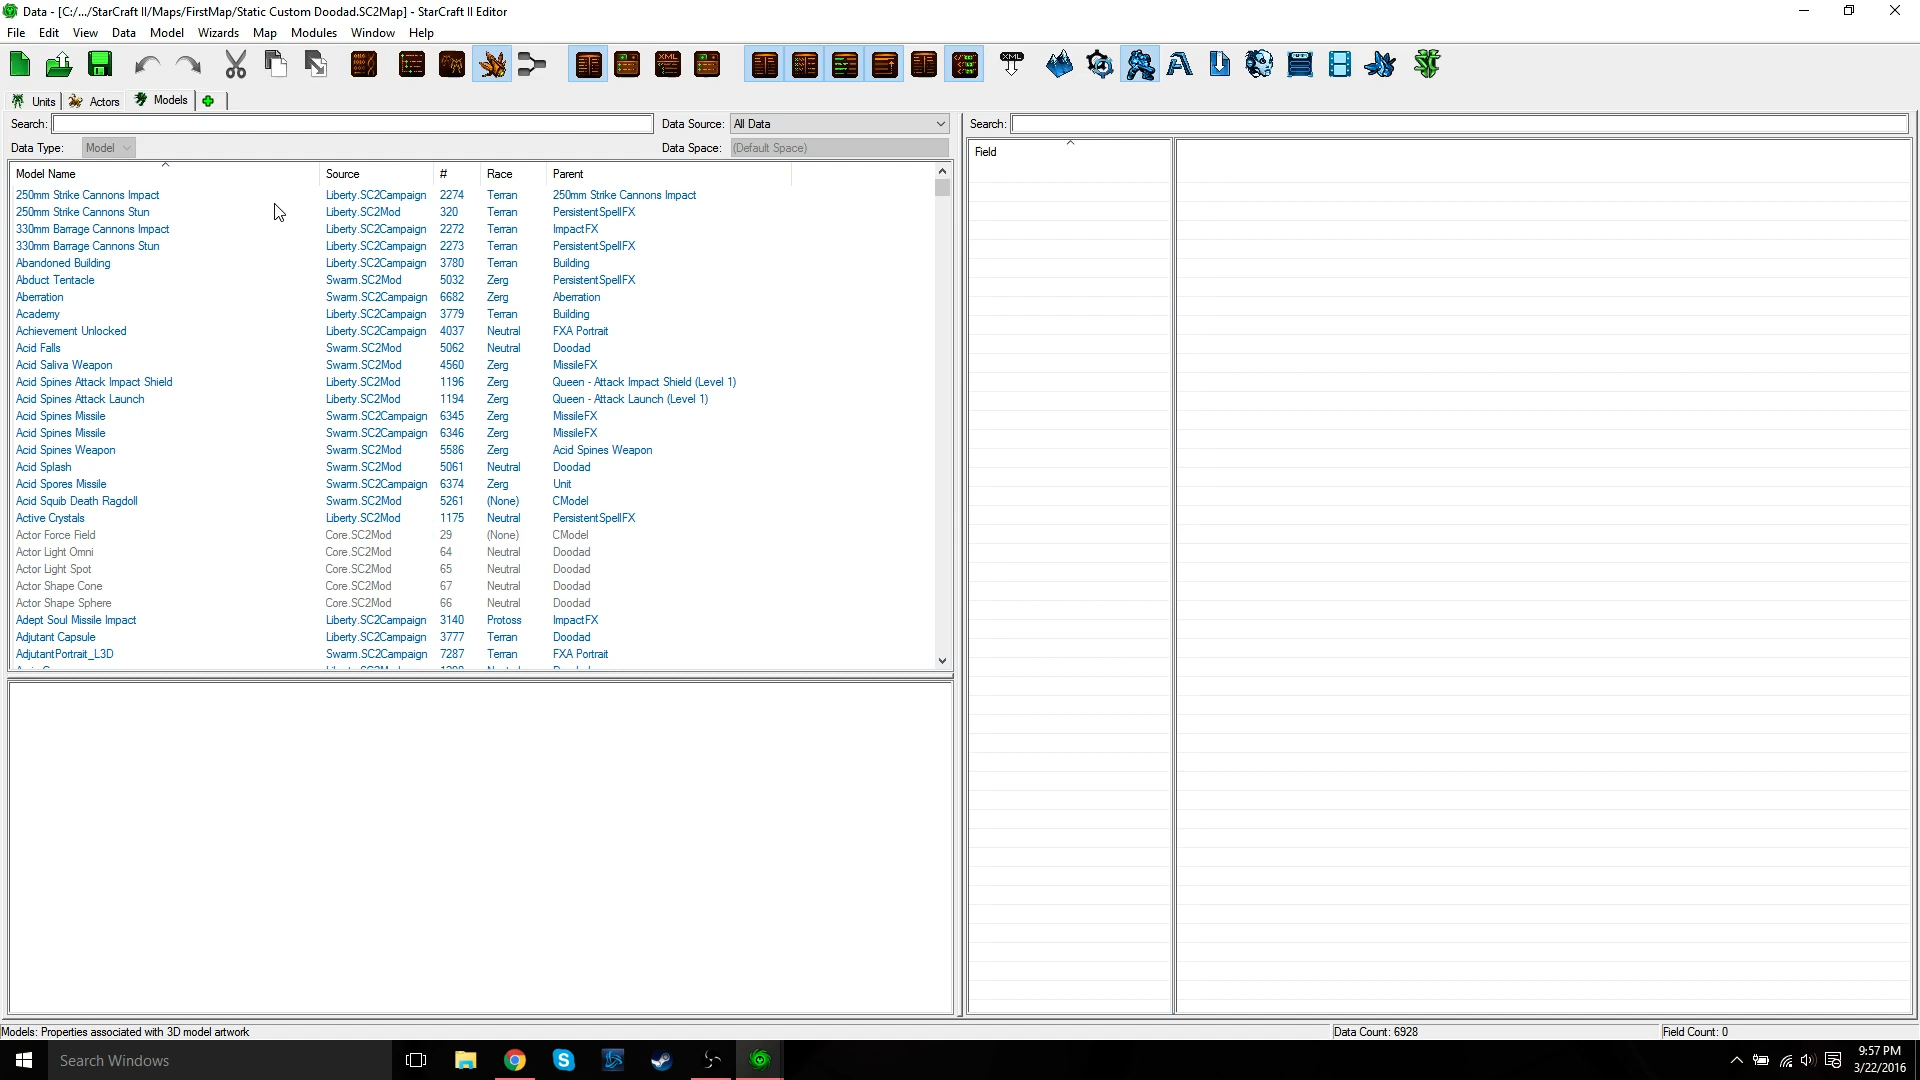 Data - [C:/.../StarCraft II/Maps/FirstMap/Static Custom Doodad.SC2Map] - StarCraft II Editor
File Edit View Data Model Wizards Map Modules Window Help
XML XML
Units Actors Models
Search: Data Source: All Data Search:
Data Type: Model Data Space: (Default Space)
Field
Model Name Source # Race Parent
250mm Strike Cannons Impact Liberty.SC2Campaign 2274 Terran 250mm Strike Cannons Impact
250mm Strike Cannons Stun Liberty.SC2Mod 320 Terran PersistentSpellFX
330mm Barrage Cannons Impact Liberty.SC2Campaign 2272 Terran ImpactFX
330mm Barrage Cannons Stun Liberty.SC2Campaign 2273 Terran PersistentSpellFX
Abandoned Building Liberty.SC2Campaign 3780 Terran Building
Abduct Tentacle Swarm.SC2Mod 5032 Zerg PersistentSpellFX
Aberration Swarm.SC2Campaign 6682 Zerg Aberration
Academy Liberty.SC2Campaign 3779 Terran Building
Achievement Unlocked Liberty.SC2Campaign 4037 Neutral FXA Portrait
Acid Falls Swarm.SC2Mod 5062 Neutral Doodad
Acid Saliva Weapon Swarm.SC2Mod 4560 Zerg MissileFX
Acid Spines Attack Impact Shield Liberty.SC2Mod 1196 Zerg Queen - Attack Impact Shield (Level 1)
Acid Spines Attack Launch Liberty.SC2Mod 1194 Zerg Queen - Attack Launch (Level 1)
Acid Spines Missile Swarm.SC2Campaign 6345 Zerg MissileFX
Acid Spines Missile Swarm.SC2Campaign 6346 Zerg MissileFX
Acid Spines Weapon Swarm.SC2Mod 5586 Zerg Acid Spines Weapon
Acid Splash Swarm.SC2Mod 5061 Neutral Doodad
Acid Spores Missile Swarm.SC2Campaign 6374 Zerg Unit
Acid Squib Death Ragdoll Swarm.SC2Mod 5261 (None) CModel
Active Crystals Liberty.SC2Mod 1175 Neutral PersistentSpellFX
Actor Force Field Core.SC2Mod 29 (None) CModel
Actor Light Omni Core.SC2Mod 64 Neutral Doodad
Actor Light Spot Core.SC2Mod 65 Neutral Doodad
Actor Shape Cone Core.SC2Mod 67 Neutral Doodad
Actor Shape Sphere Core.SC2Mod 66 Neutral Doodad
Adept Soul Missile Impact Liberty.SC2Campaign 3140 Protoss ImpactFX
Adjutant Capsule Liberty.SC2Campaign 3777 Terran Doodad
AdjutantPortrait_L3D Swarm.SC2Campaign 7287 Terran FXA Portrait
Models: Properties associated with 3D model artwork Data Count: 6928 Field Count: 0
Search Windows
9:57 PM
3/22/2016